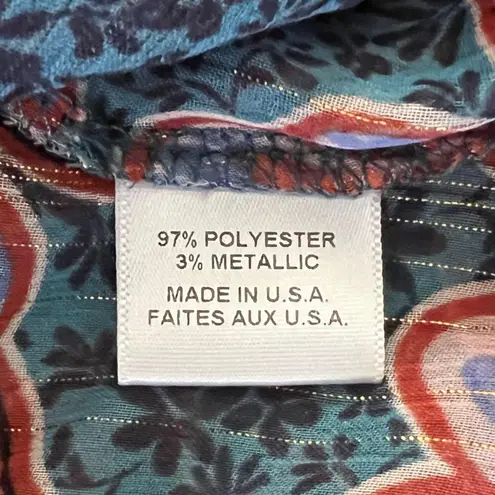 97% POLYESTER
3% METALLIC
MADE IN U.S.A.
FAITES AUX U.S.A.